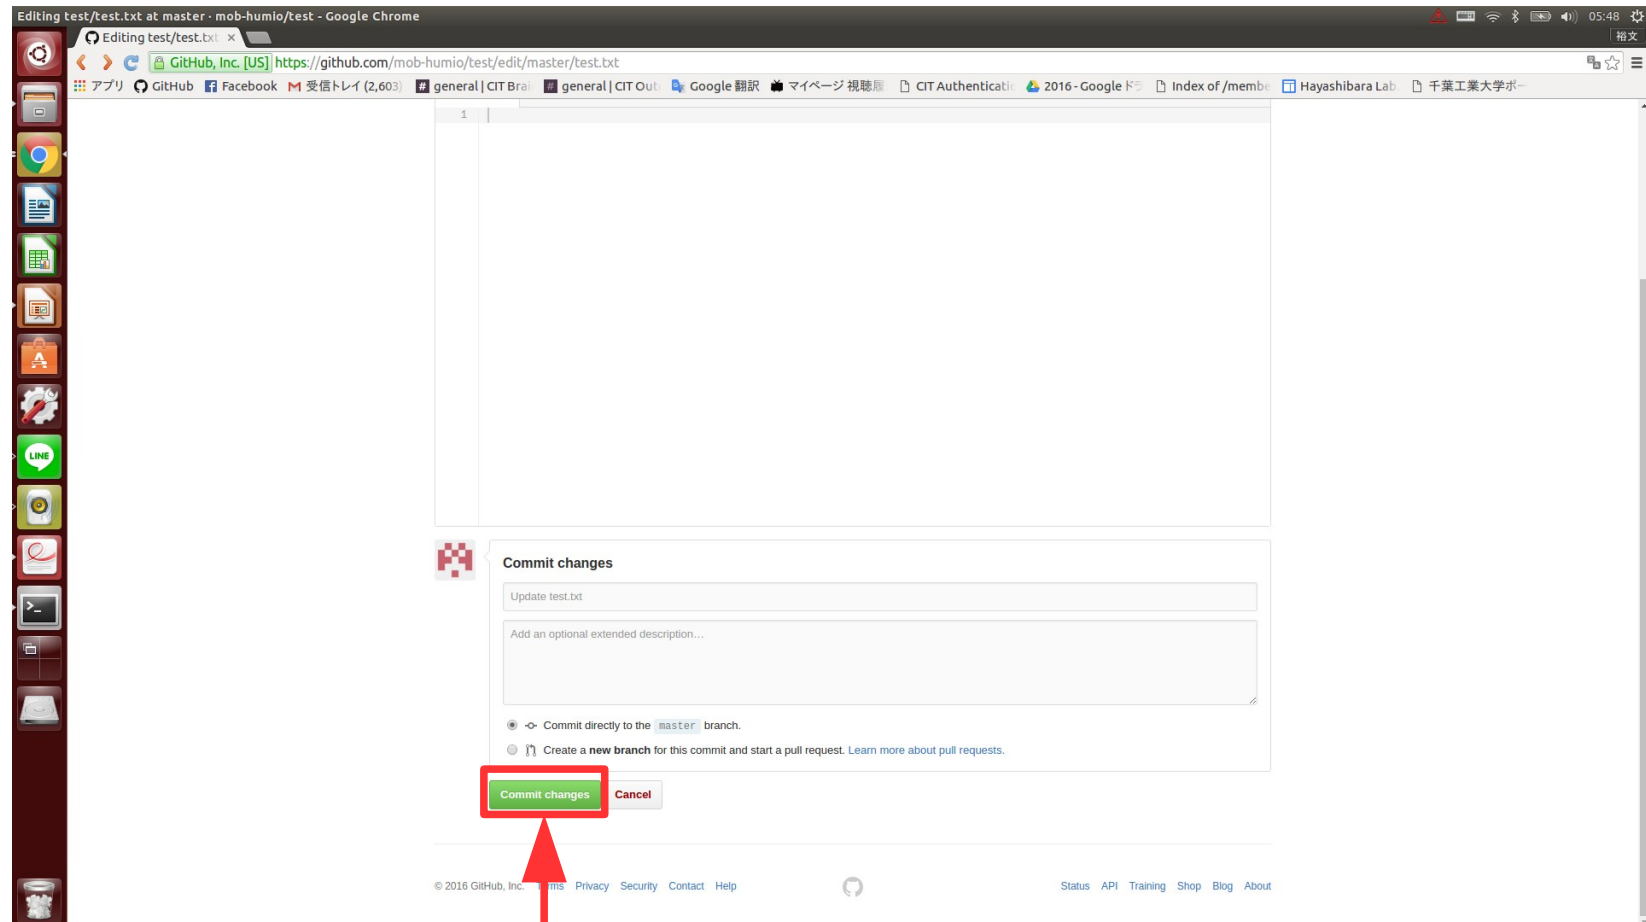 Editing test/test.txt at master · mob-humio/test - Google Chrome
05:48
Editing test/test.txt ×
裕文
GitHub, Inc. [US] https://github.com/mob-humio/test/edit/master/test.txt
アプリ GitHub Facebook 受信トレイ (2,603) general | CIT Brai general | CIT Out Google 翻訳 マイページ 視聴履 CIT Authenticatic 2016 - Google ド Index of /membe Hayashibara Lab. 千葉工業大学ポー
1
Commit changes
Update test.txt
Add an optional extended description…
Commit directly to the master branch.
Create a new branch for this commit and start a pull request. Learn more about pull requests.
Commit changes Cancel
LINE
© 2016 GitHub, Inc. Privacy Security Contact Help Status API Training Shop Blog About